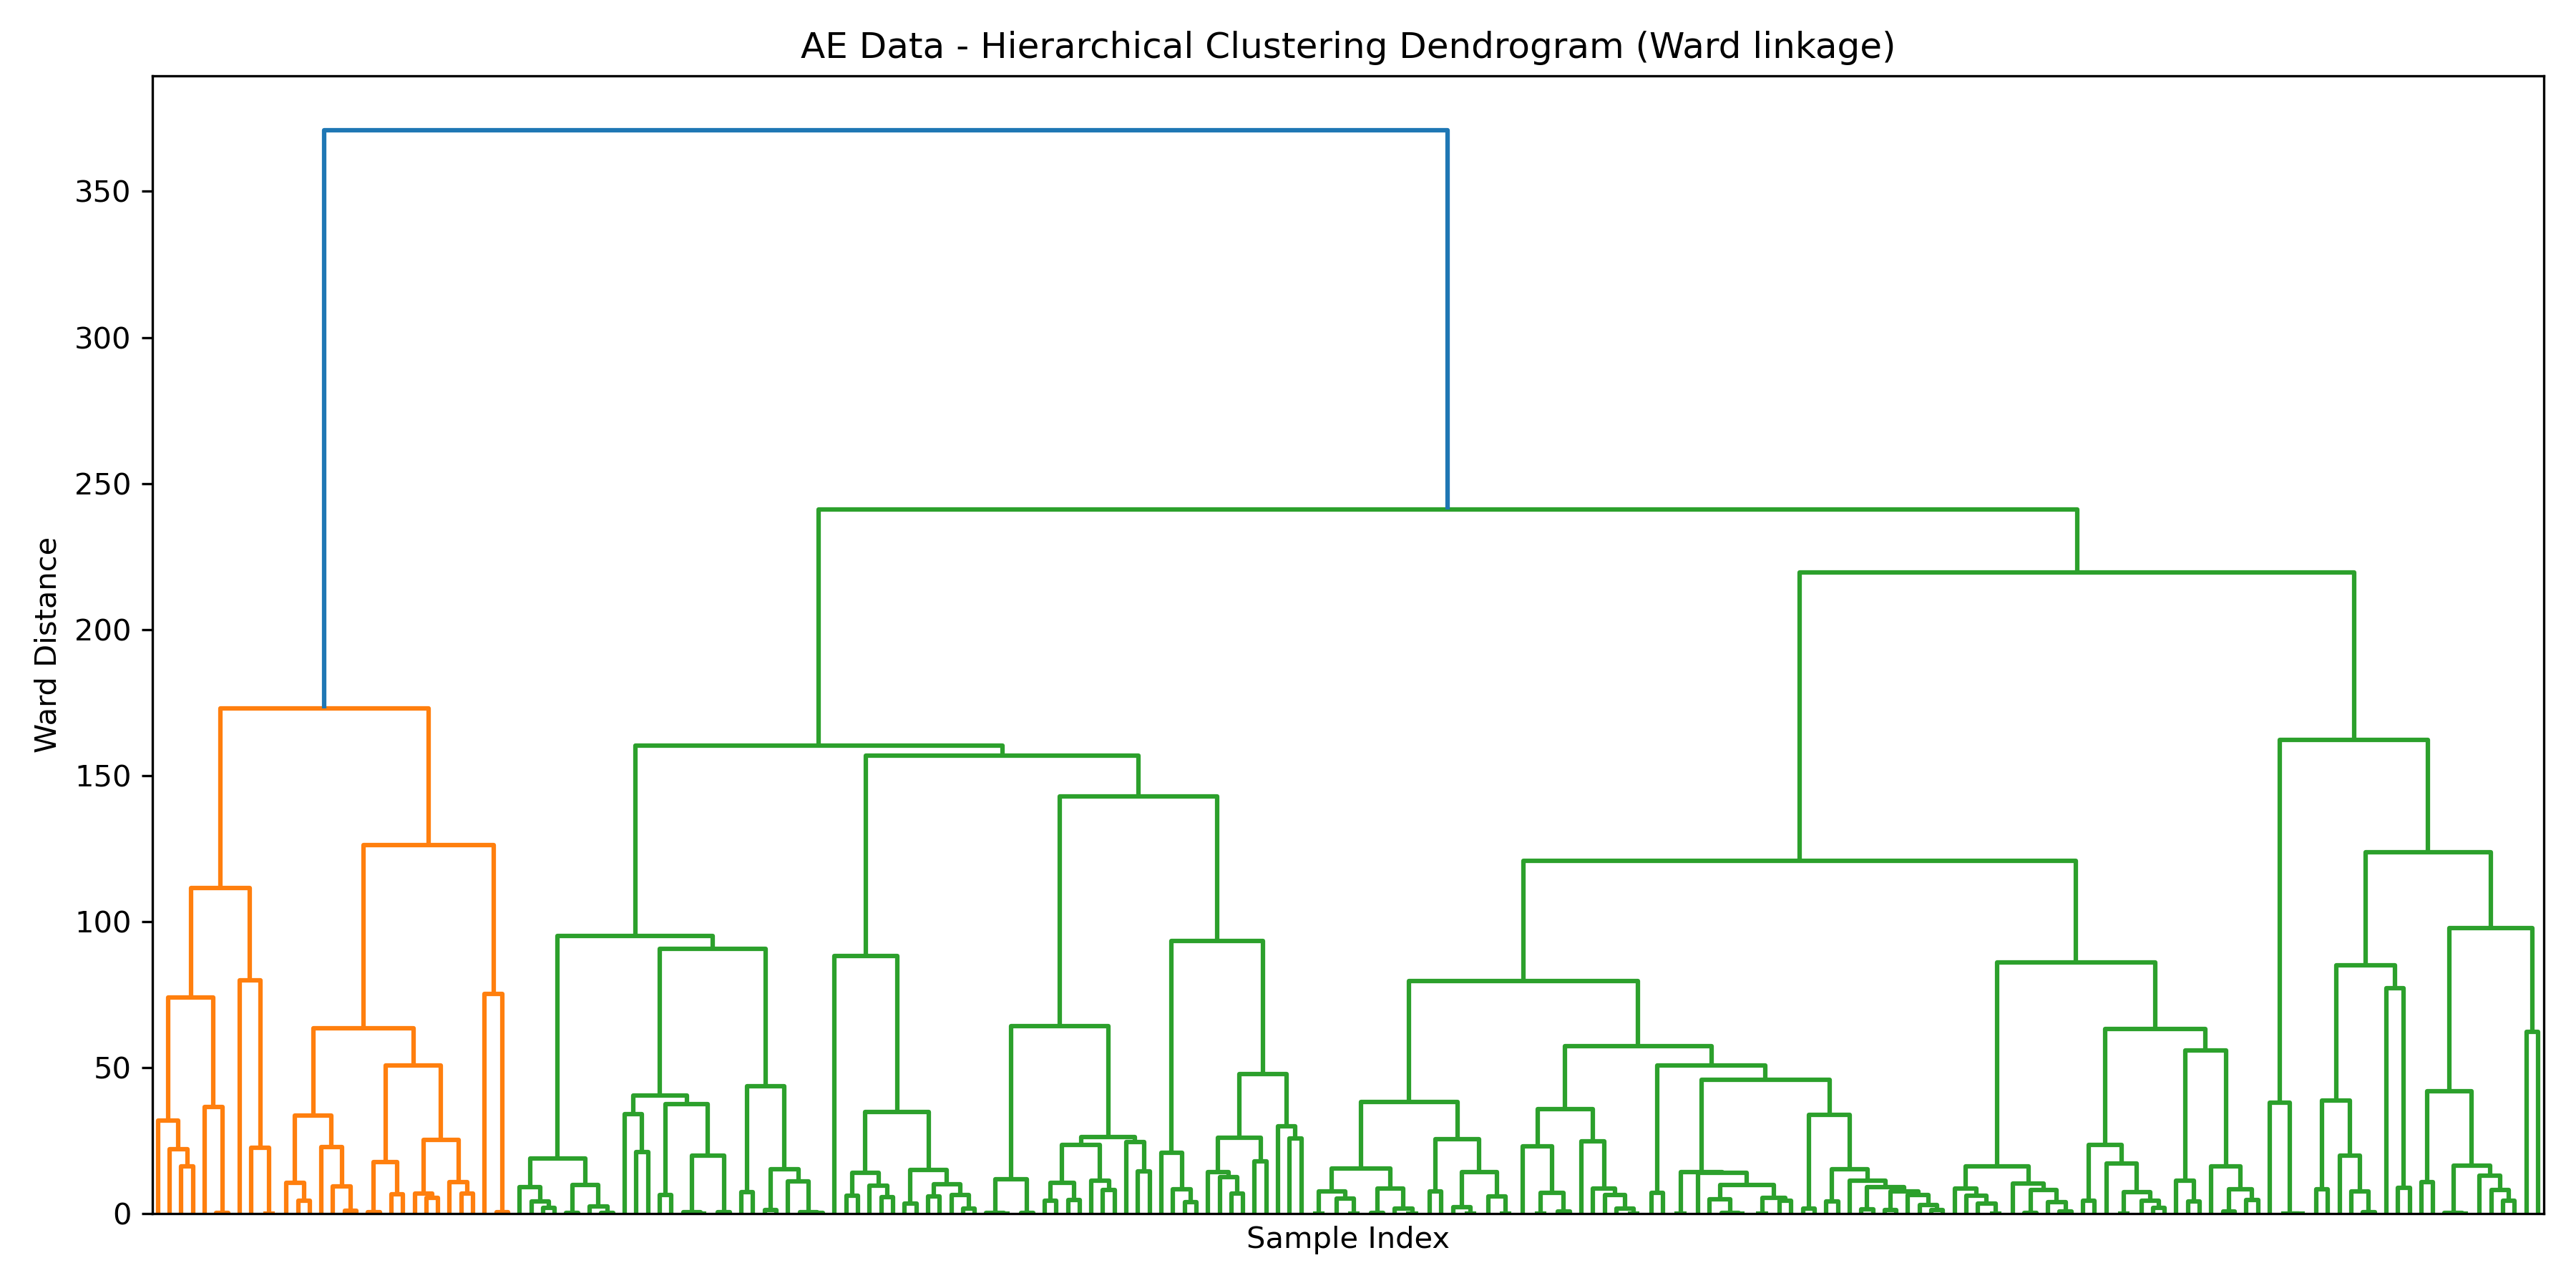 AE Data - Hierarchical Clustering Dendrogram (Ward linkage)
350
300
250
200
150
100
50
0
Ward Distance
Sample Index